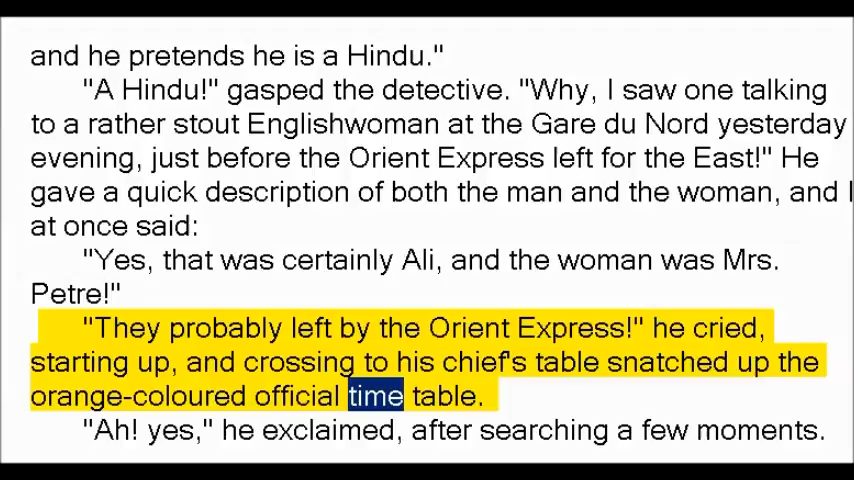 and he pretends he is a Hindu."
"A Hindu!" gasped the detective. "Why, I saw one talking
to a rather stout Englishwoman at the Gare du Nord yesterday
evening, just before the Orient Express left for the East!" He
gave a quick description of both the man and the woman, and I
at once said:
"Yes, that was certainly Ali, and the woman was Mrs.
Petre!"
"They probably left by the Orient Express!" he cried,
starting up, and crossing to his chief's table snatched up the
orange-coloured official time table.
"Ah! yes," he exclaimed, after searching a few moments.